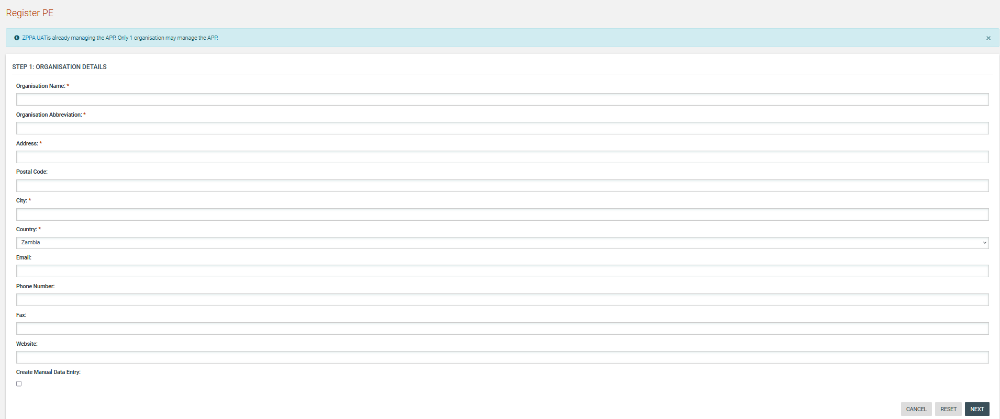 Register PE
ZPPA UATis already managing the APP. Only 1 organisation may manage the APP.
×
STEP 1: ORGANISATION DETAILS
Organisation Name: *
Organisation Abbreviation: *
Address: *
Postal Code:
City: *
Country: *
Zambia
Email:
Phone Number:
Fax:
Website:
Create Manual Data Entry:
CANCEL RESET NEXT